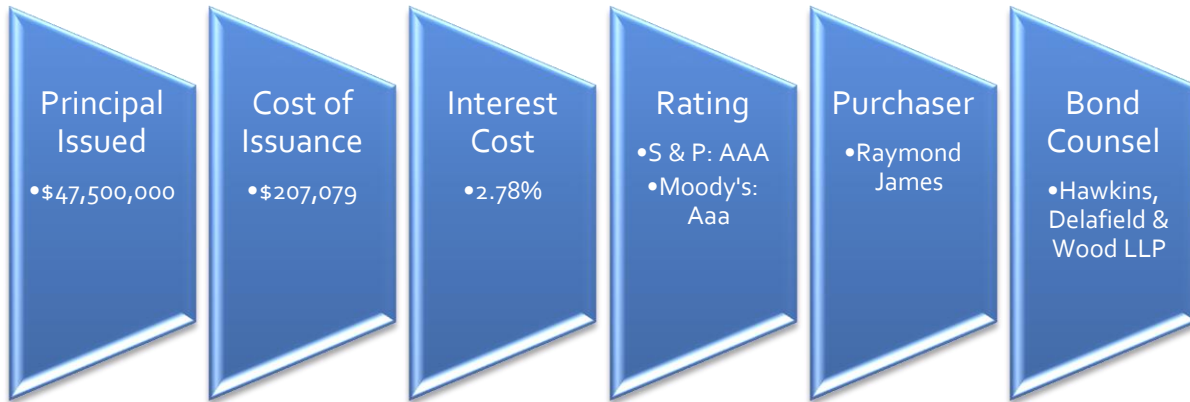 Principal
Issued
•$47,500,000
Cost of
Issuance
•$207,079
Interest
Cost
•2.78%
Rating
•S & P: AAA
•Moody's:
Aaa
Purchaser
•Raymond
James
Bond
Counsel
•Hawkins,
Delafield &
Wood LLP